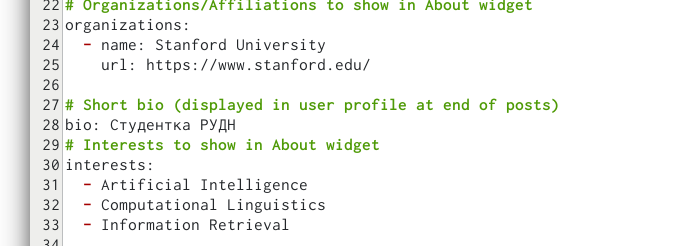 22 # Organizations/Affiliations to show in About widget
23 organizations:
24   - name: Stanford University
25     url: https://www.stanford.edu/
26
27 # Short bio (displayed in user profile at end of posts)
28 bio: Студентка РУДН
29 # Interests to show in About widget
30 interests:
31   - Artificial Intelligence
32   - Computational Linguistics
33   - Information Retrieval
34